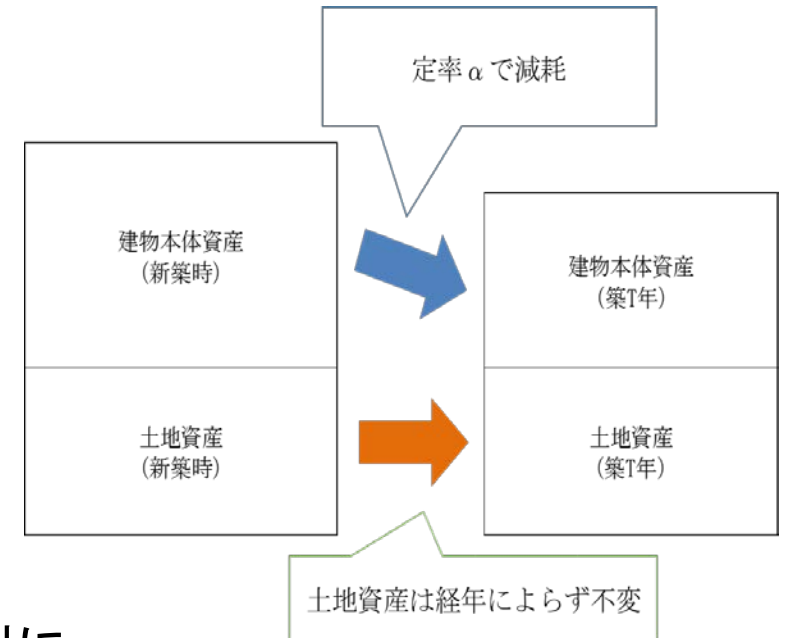 定率αで減耗
建物本体資産
(新築時)
建物本体資産
(築T年)
土地資産
(新築時)
土地資産
(築T年)
土地資産は経年によらず不変